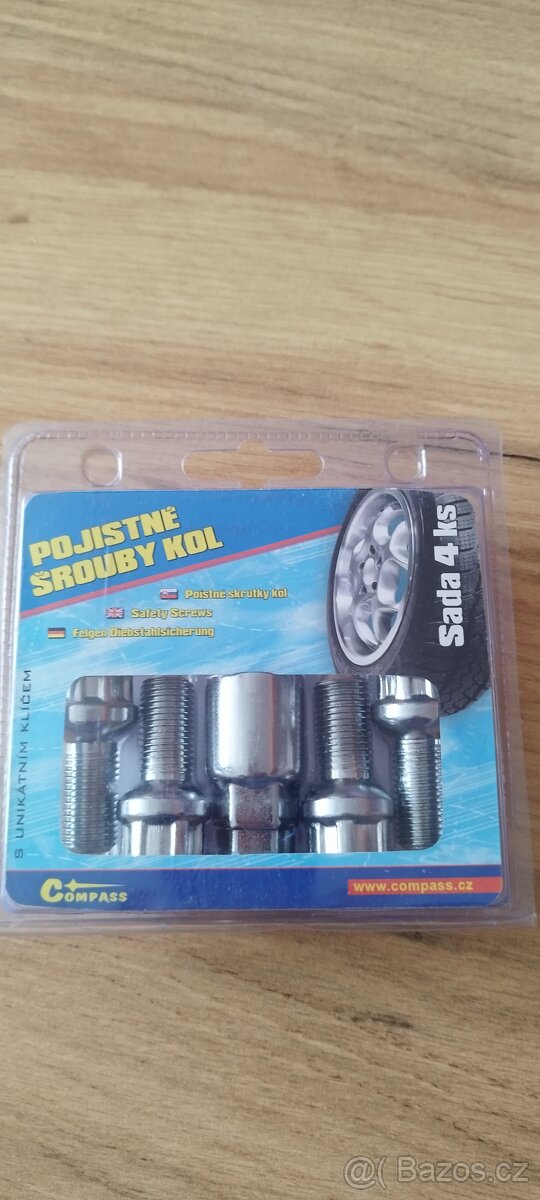 POJISTNÉ
ŠROUBY KOL
Poistné skrutky kol
Safety Screws
Felgen Diebstahlsicherung
Sada 4 ks
S UNIKÁTNÍM KLÍČEM
COMPASS
www.compass.cz
@( Bazos.cz